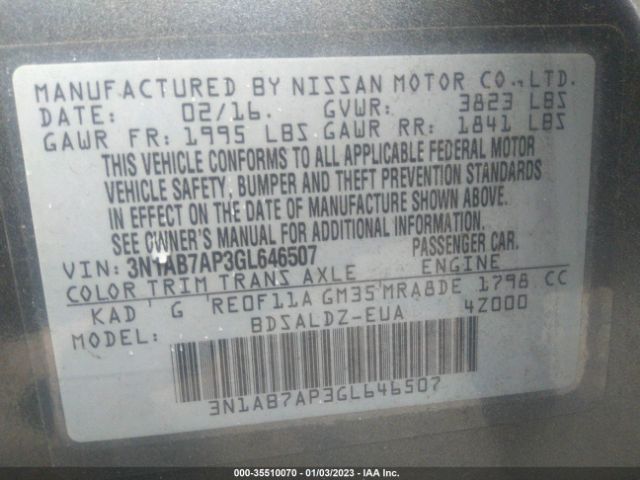 MANUFACTURED BY NISSAN MOTOR CO., LTD.
DATE: 02/16. GVWR: 3823 LBS
GAWR FR: 1995 LBS GAWR RR: 1841 LBS
THIS VEHICLE CONFORMS TO ALL APPLICABLE FEDERAL MOTOR
VEHICLE SAFETY, BUMPER AND THEFT PREVENTION STANDARDS
IN EFFECT ON THE DATE OF MANUFACTURE SHOWN ABOVE.
SEE OWNER'S MANUAL FOR ADDITIONAL INFORMATION.
VIN: 3N1AB7AP3GL646507 PASSENGER CAR.
COLOR TRIM TRANS AXLE ENGINE
KAD G RE0F11A GM35 MRA8DE 1798 CC
MODEL: BDSALDZ-EUA 4Z000
3N1AB7AP3GL646507
000-35510070 - 01/03/2023 - IAA Inc.